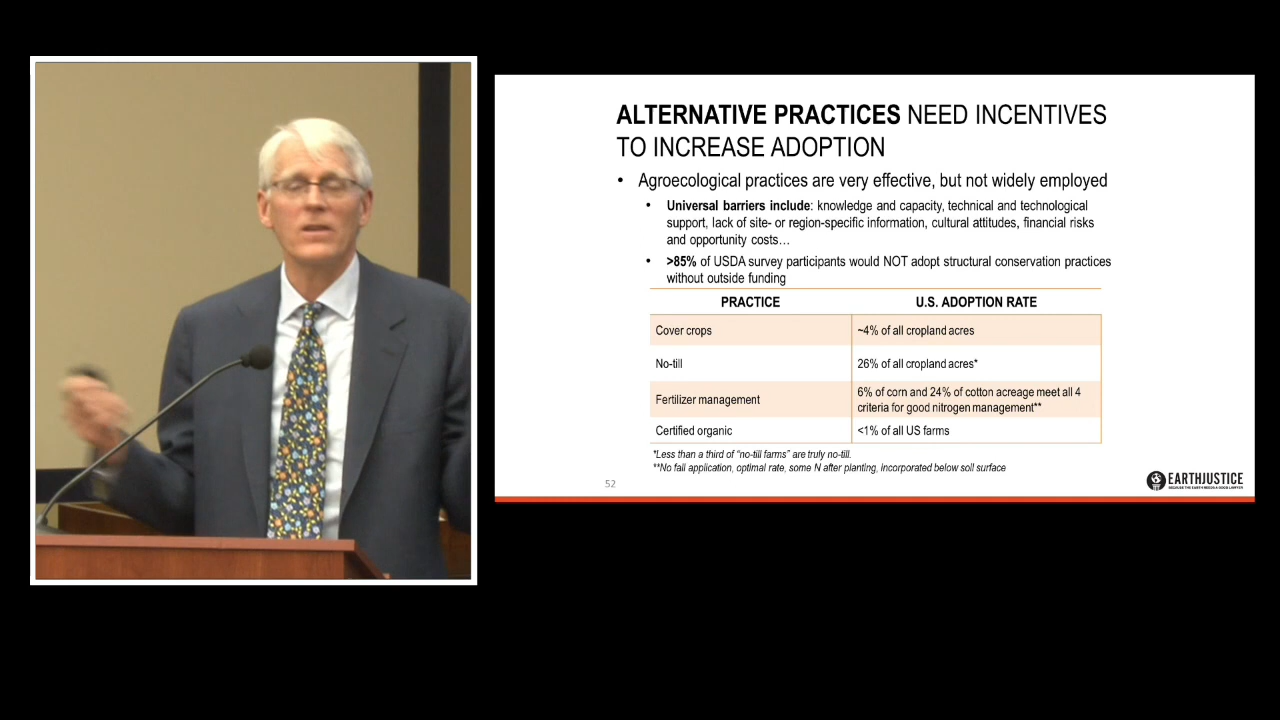 ALTERNATIVE PRACTICES NEED INCENTIVES
TO INCREASE ADOPTION
• Agroecological practices are very effective, but not widely employed
• Universal barriers include: knowledge and capacity, technical and technological
support, lack of site- or region-specific information, cultural attitudes, financial risks
and opportunity costs…
• >85% of USDA survey participants would NOT adopt structural conservation practices
without outside funding
PRACTICE U.S. ADOPTION RATE
Cover crops ~4% of all cropland acres
No-till 26% of all cropland acres*
Fertilizer management 6% of corn and 24% of cotton acreage meet all 4
criteria for good nitrogen management**
Certified organic <1% of all US farms
*Less than a third of “no-till farms” are truly no-till.
**No fall application, optimal rate, some N after planting, incorporated below soil surface
52
EARTHJUSTICE
BECAUSE THE EARTH NEEDS A GOOD LAWYER